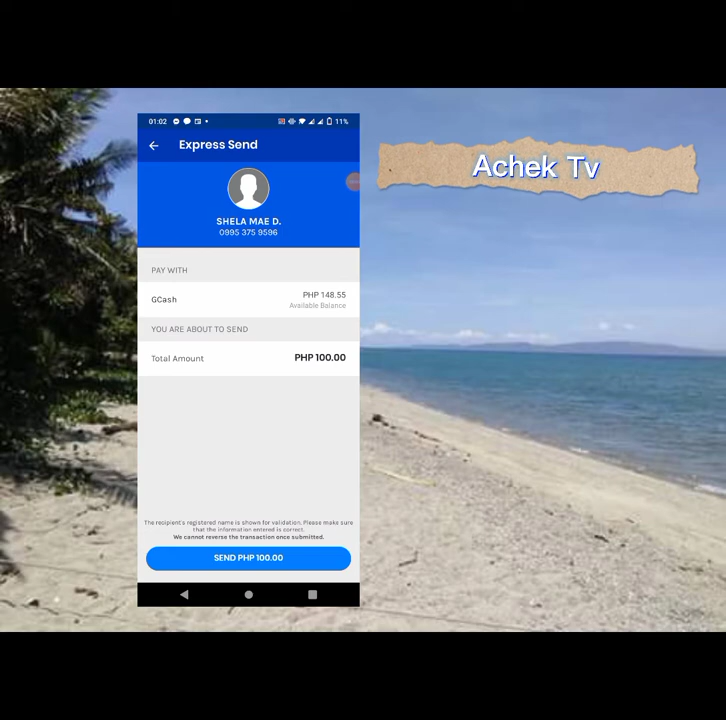 01:02
11%
Express Send
SHELA MAE D.
0995 375 9596
PAY WITH
GCash
PHP 148.55
Available Balance
YOU ARE ABOUT TO SEND
Total Amount
PHP 100.00
The recipient's registered name is shown for validation. Please make sure
that the information entered is correct.
We cannot reverse the transaction once submitted.
SEND PHP 100.00
Achek Tv